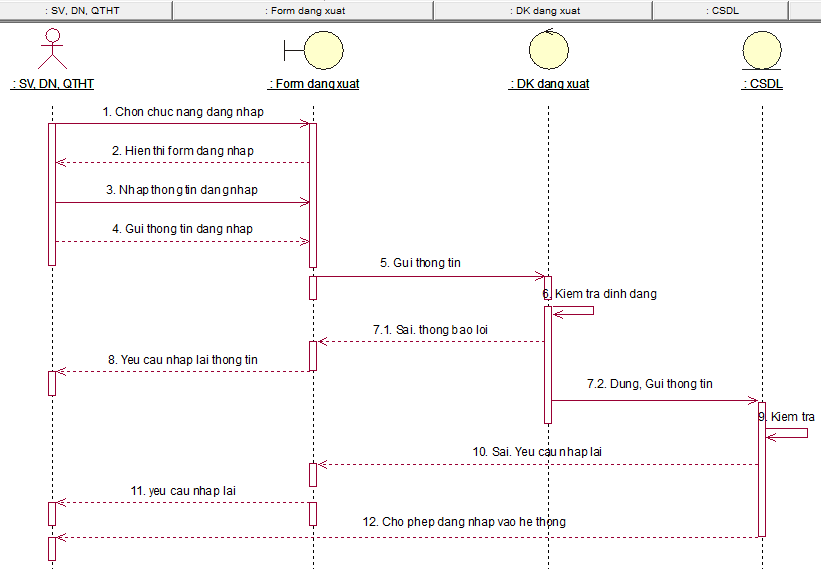 : SV, DN, QTHT
: Form dang xuat
: DK dang xuat
: CSDL
: SV, DN, QTHT
: Form dang xuat
: DK dang xuat
: CSDL
1. Chon chuc nang dang nhap
2. Hien thi form dang nhap
3. Nhap thong tin dang nhap
4. Gui thong tin dang nhap
5. Gui thong tin
6. Kiem tra dinh dang
7.1. Sai. thong bao loi
8. Yeu cau nhap lai thong tin
7.2. Dung, Gui thong tin
9. Kiem tra
10. Sai. Yeu cau nhap lai
11. yeu cau nhap lai
12. Cho phep dang nhap vao he thong